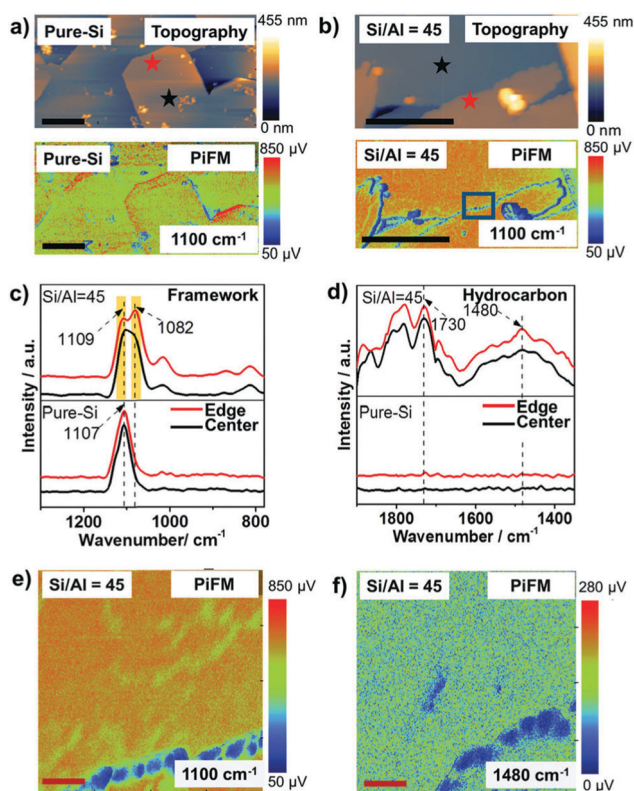 a)
Pure-Si Topography
455 nm
0 nm
Pure-Si PiFM
1100 cm⁻¹
850 µV
50 µV
b)
Si/Al = 45 Topography
455 nm
0 nm
Si/Al = 45 PiFM
1100 cm⁻¹
850 µV
50 µV
c)
Si/Al=45 Framework
1109 1082
Pure-Si
1107
Edge
Center
Intensity / a.u.
1200 1000 800
Wavenumber/ cm⁻¹
d)
Si/Al=45 Hydrocarbon
1730 1480
Pure-Si
Edge
Center
Intensity / a.u.
1800 1600 1400
Wavenumber / cm⁻¹
e)
Si/Al = 45 PiFM
1100 cm⁻¹
850 µV
50 µV
f)
Si/Al = 45 PiFM
1480 cm⁻¹
280 µV
0 µV